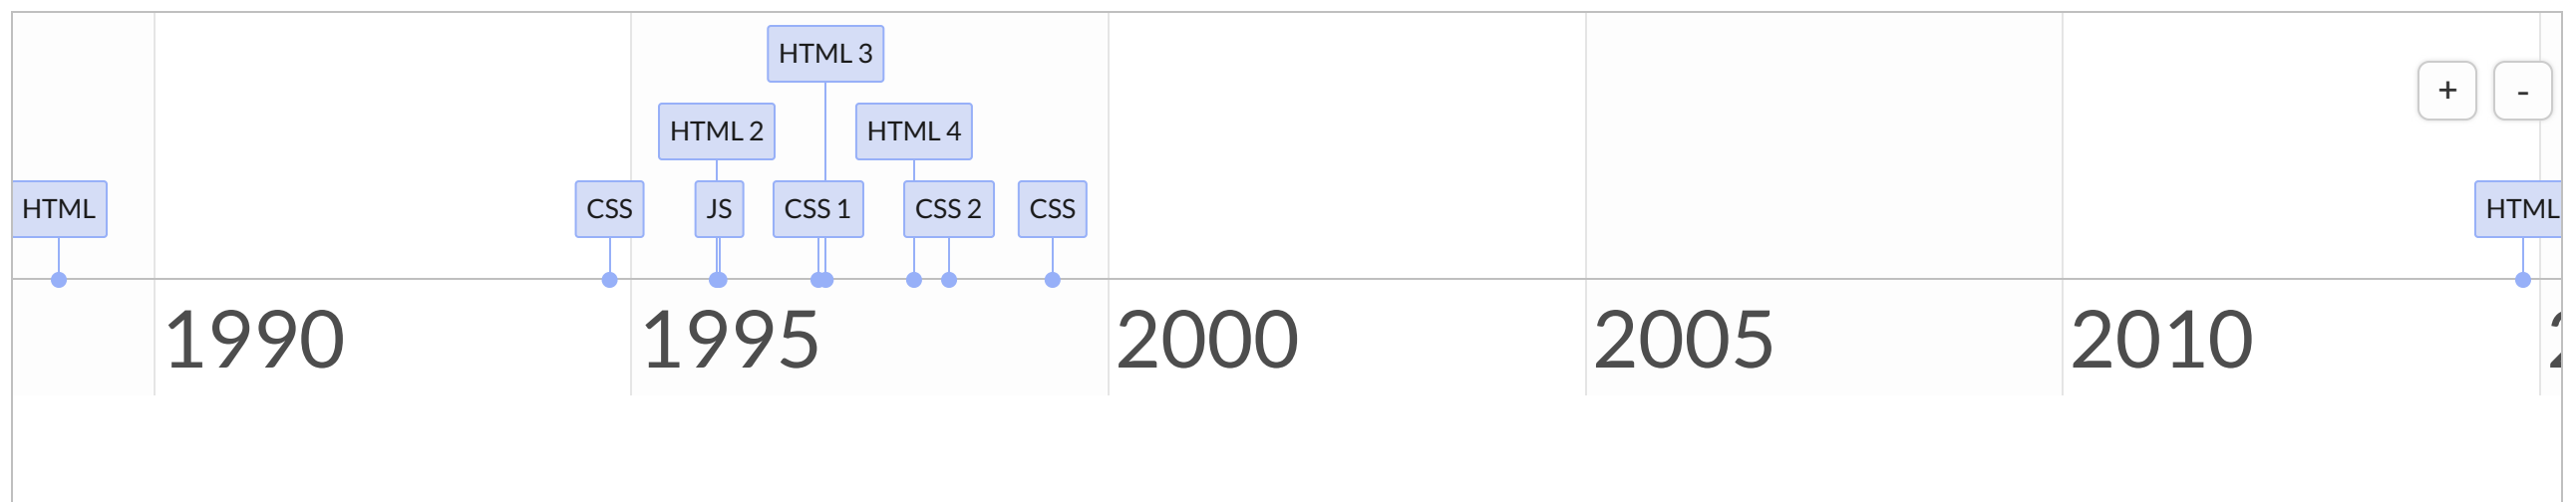 HTML 3
HTML 2
HTML 4
+
-
HTML
CSS
JS
CSS 1
CSS 2
CSS
HTML
1990
1995
2000
2005
2010